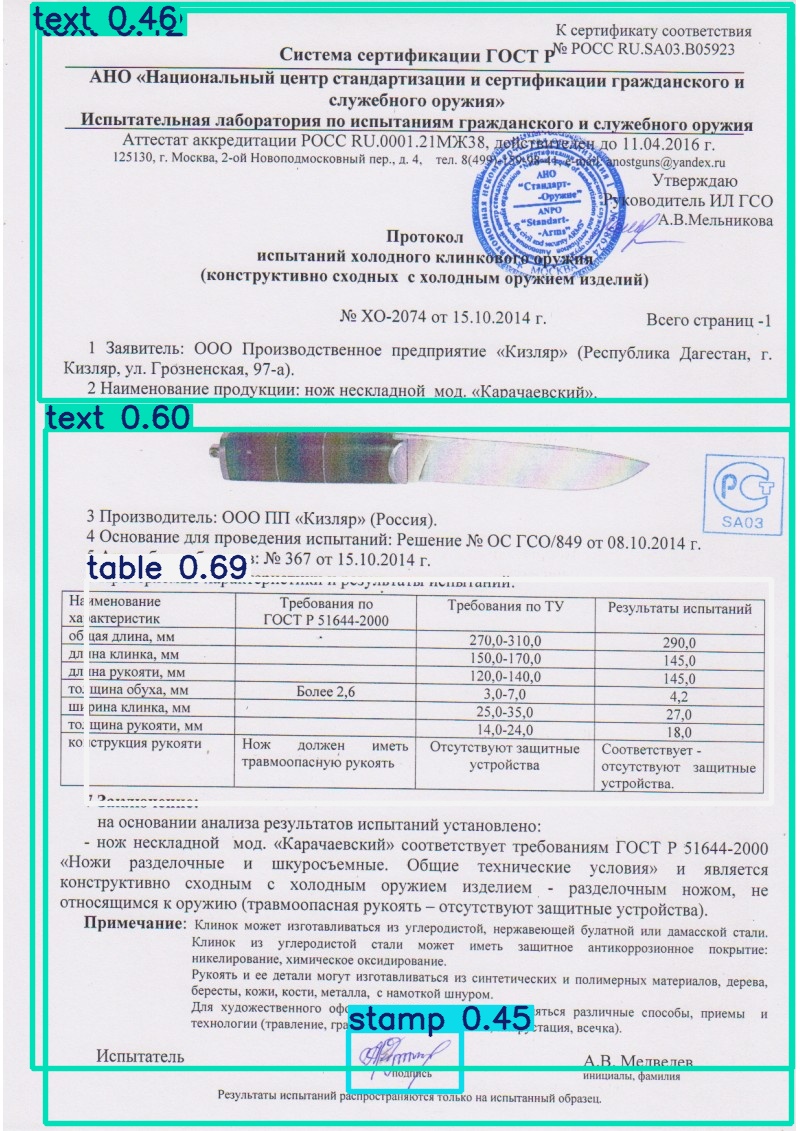 text 0.46
К сертификату соответствия
№ РОСС RU.SA03.B05923
Система сертификации ГОСТ Р
АНО «Национальный центр стандартизации и сертификации гражданского и
служебного оружия»
Испытательная лаборатория по испытаниям гражданского и служебного оружия
Аттестат аккредитации РОСС RU.0001.21МЖ38, действителен до 11.04.2016 г.
125130, г. Москва, 2-ой Новоподмосковный пер., д. 4, тел. 8(499)-159-98-41, e-mail: anostguns@yandex.ru
АНО
"Стандарт-
-Оружие"
ANPO
"Standart-
-Arms"
Утверждаю
Руководитель ИЛ ГСО
А.В.Мельникова
Протокол
испытаний холодного клинкового оружия
(конструктивно сходных с холодным оружием изделий)
№ ХО-2074 от 15.10.2014 г.
Всего страниц -1
1 Заявитель: ООО Производственное предприятие «Кизляр» (Республика Дагестан, г.
Кизляр, ул. Грозненская, 97-а).
2 Наименование продукции: нож нескладной мод. «Карачаевский».
text 0.60
РСТ
SA03
3 Производитель: ООО ПП «Кизляр» (Россия).
4 Основание для проведения испытаний: Решение № ОС ГСО/849 от 08.10.2014 г.
№ 367 от 15.10.2014 г.
table 0.69
характеристики и результаты испытаний:
Наименование характеристик Требования по ГОСТ Р 51644-2000 Требования по ТУ Результаты испытаний
общая длина, мм 270,0-310,0 290,0
длина клинка, мм 150,0-170,0 145,0
длина рукояти, мм 120,0-140,0 145,0
толщина обуха, мм Более 2,6 3,0-7,0 4,2
ширина клинка, мм 25,0-35,0 27,0
толщина рукояти, мм 14,0-24,0 18,0
конструкция рукояти Нож должен иметь травмоопасную рукоять Отсутствуют защитные устройства Соответствует - отсутствуют защитные устройства.
7 Заключение:
на основании анализа результатов испытаний установлено:
- нож нескладной мод. «Карачаевский» соответствует требованиям ГОСТ Р 51644-2000
«Ножи разделочные и шкуросъемные. Общие технические условия» и является
конструктивно сходным с холодным оружием изделием - разделочным ножом, не
относящимся к оружию (травмоопасная рукоять – отсутствуют защитные устройства).
Примечание: Клинок может изготавливаться из углеродистой, нержавеющей булатной или дамасской стали.
Клинок из углеродистой стали может иметь защитное антикоррозионное покрытие:
никелирование, химическое оксидирование.
Рукоять и ее детали могут изготавливаться из синтетических и полимерных материалов, дерева,
бересты, кожи, кости, металла, с намоткой шнуром.
Для художественного различные способы, приемы и
технологии (травление, всечка).
stamp 0.45
Испытатель
подпись
А.В. Медведев
инициалы, фамилия
Результаты испытаний распространяются только на испытанный образец.